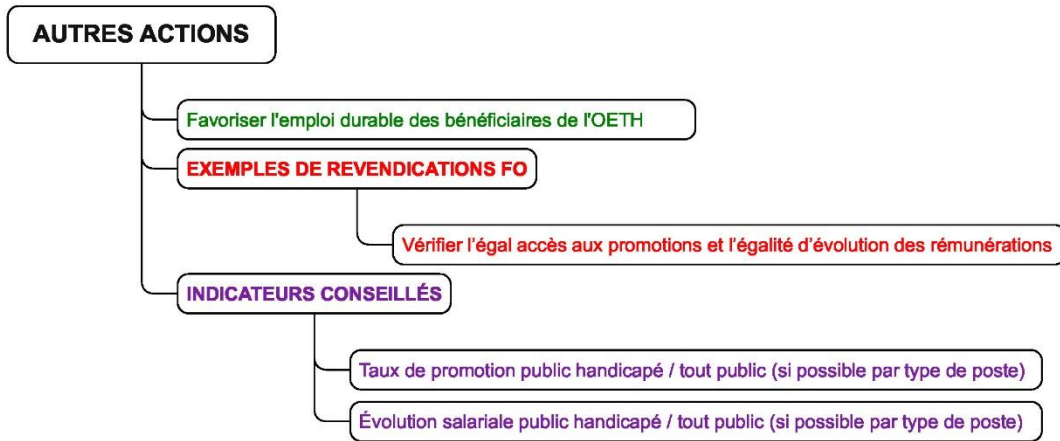 AUTRES ACTIONS
Favoriser l'emploi durable des bénéficiaires de l'OETH
EXEMPLES DE REVENDICATIONS FO
Vérifier l'égal accès aux promotions et l'égalité d'évolution des rémunérations
INDICATEURS CONSEILLÉS
Taux de promotion public handicapé / tout public (si possible par type de poste)
Évolution salariale public handicapé / tout public (si possible par type de poste)